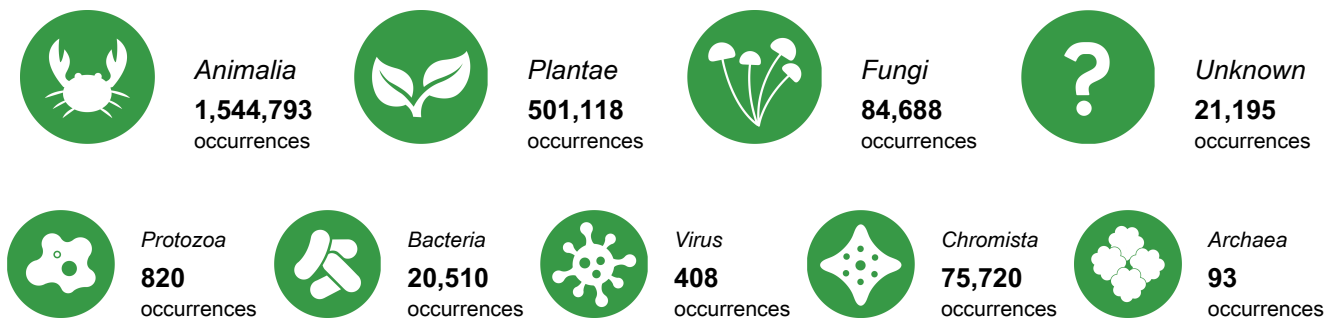 Animalia
1,544,793
occurrences
Plantae
501,118
occurrences
Fungi
84,688
occurrences
?
Unknown
21,195
occurrences
Protozoa
820
occurrences
Bacteria
20,510
occurrences
Virus
408
occurrences
Chromista
75,720
occurrences
Archaea
93
occurrences